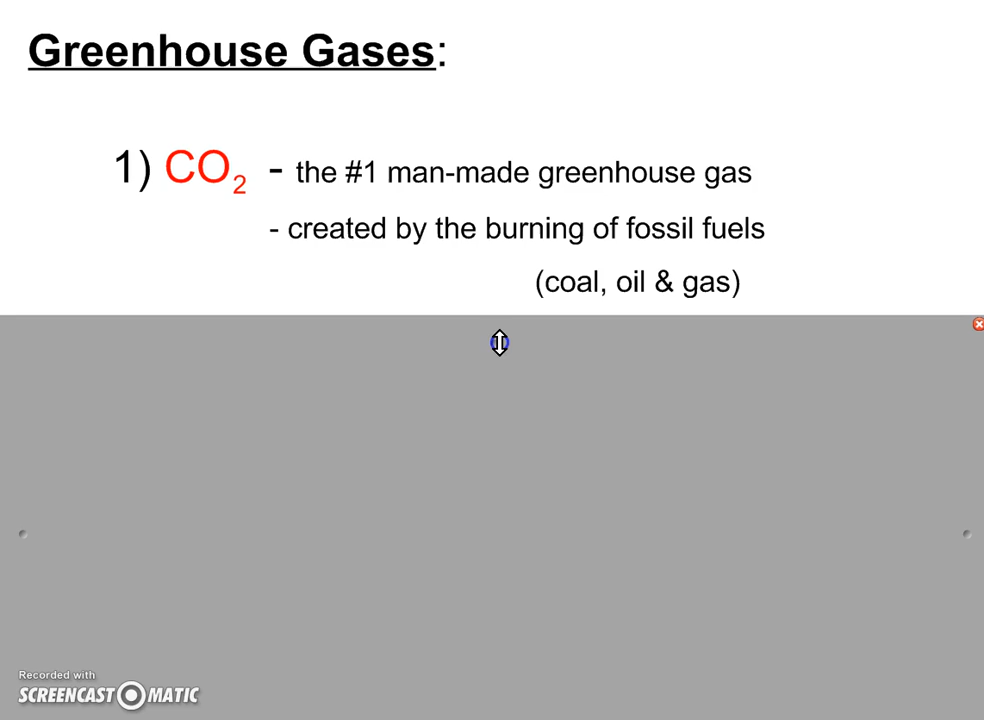 Greenhouse Gases:
1) CO₂ - the #1 man-made greenhouse gas
- created by the burning of fossil fuels
(coal, oil & gas)
Recorded with
SCREENCAST-O-MATIC